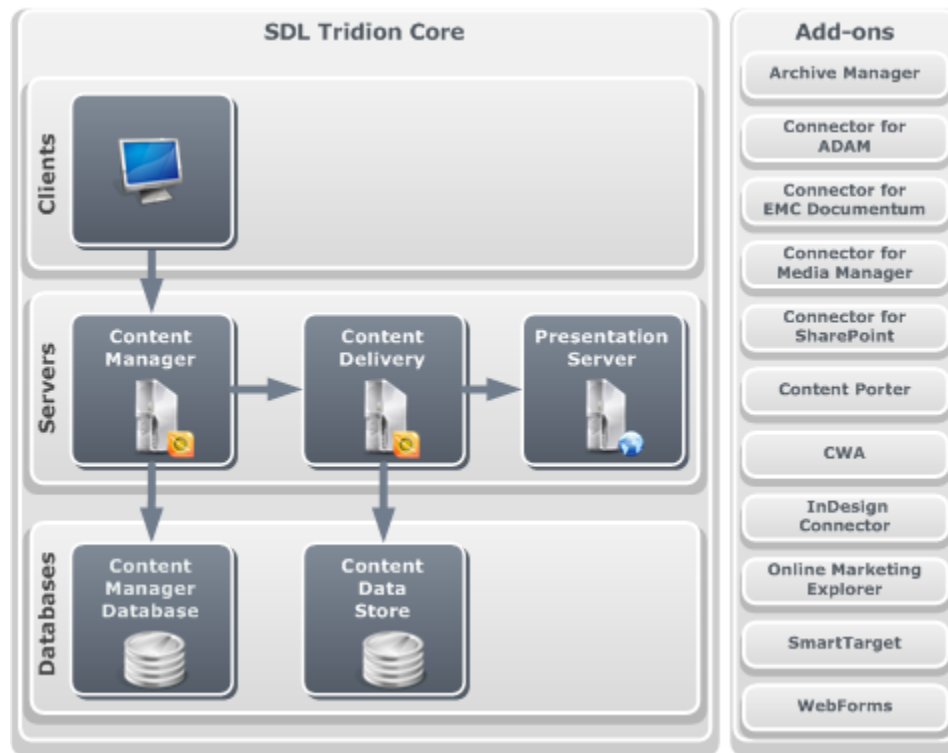 SDL Tridion Core
Clients
Servers
Content
Manager
Content
Delivery
Presentation
Server
Databases
Content
Manager
Database
Content
Data
Store
Add-ons
Archive Manager
Connector for
ADAM
Connector for
EMC Documentum
Connector for
Media Manager
Connector for
SharePoint
Content Porter
CWA
InDesign
Connector
Online Marketing
Explorer
SmartTarget
WebForms